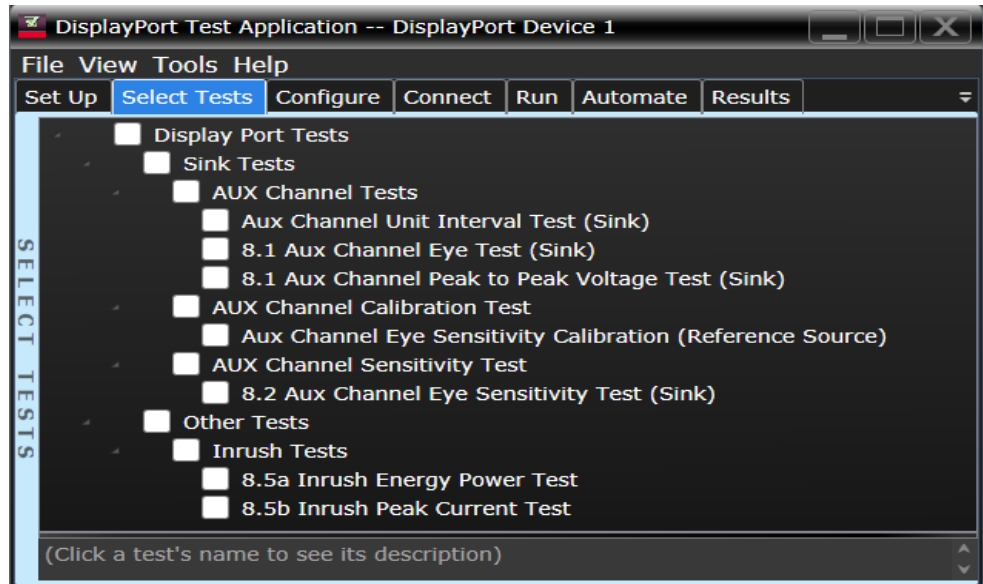 DisplayPort Test Application -- DisplayPort Device 1
File View Tools Help
Set Up Select Tests Configure Connect Run Automate Results
SELECT TESTS
Display Port Tests
Sink Tests
AUX Channel Tests
Aux Channel Unit Interval Test (Sink)
8.1 Aux Channel Eye Test (Sink)
8.1 Aux Channel Peak to Peak Voltage Test (Sink)
AUX Channel Calibration Test
Aux Channel Eye Sensitivity Calibration (Reference Source)
AUX Channel Sensitivity Test
8.2 Aux Channel Eye Sensitivity Test (Sink)
Other Tests
Inrush Tests
8.5a Inrush Energy Power Test
8.5b Inrush Peak Current Test
(Click a test's name to see its description)